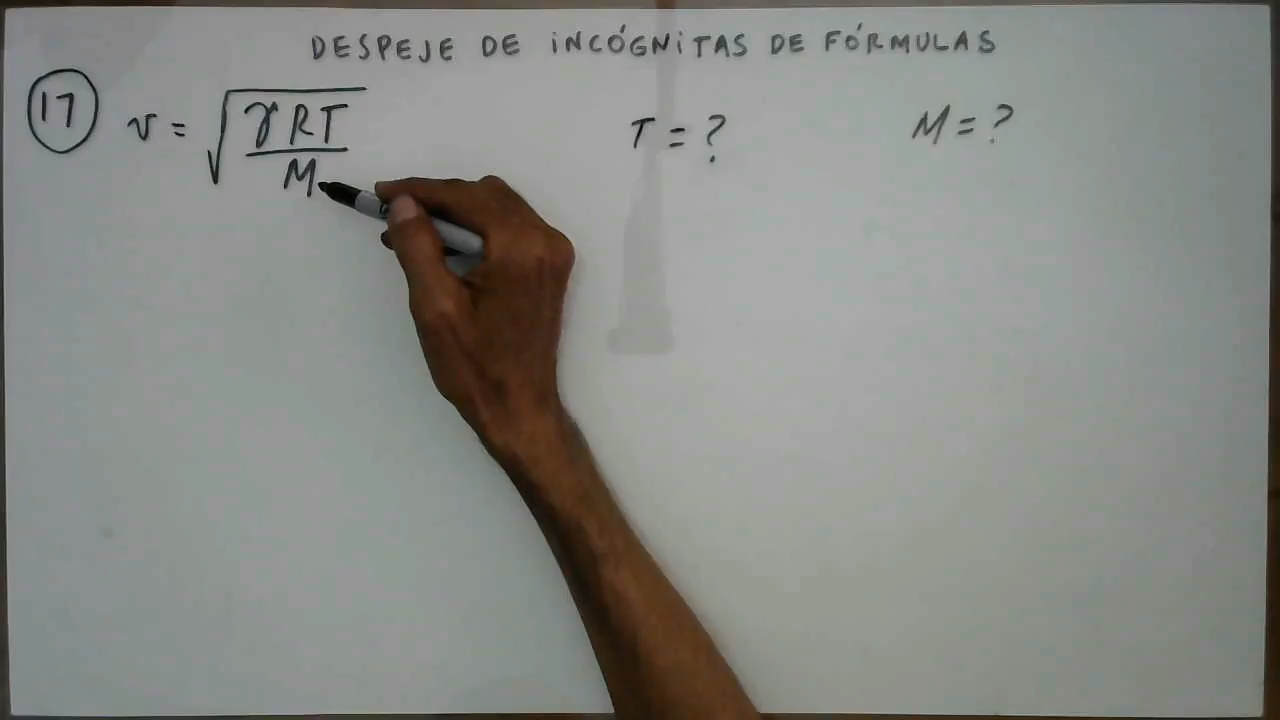 DESPEJE DE INCÓGNITAS DE FÓRMULAS
17 v = √(γRT/M) T = ? M = ?